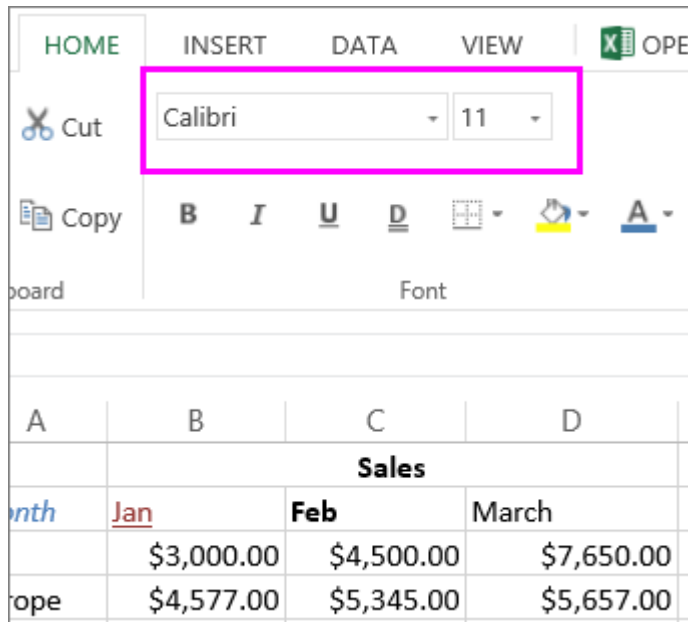 HOME INSERT DATA VIEW OPE
Cut Calibri 11
Copy B I U D A
board Font
A B C D
Sales
onth Jan Feb March
$3,000.00 $4,500.00 $7,650.00
rope $4,577.00 $5,345.00 $5,657.00